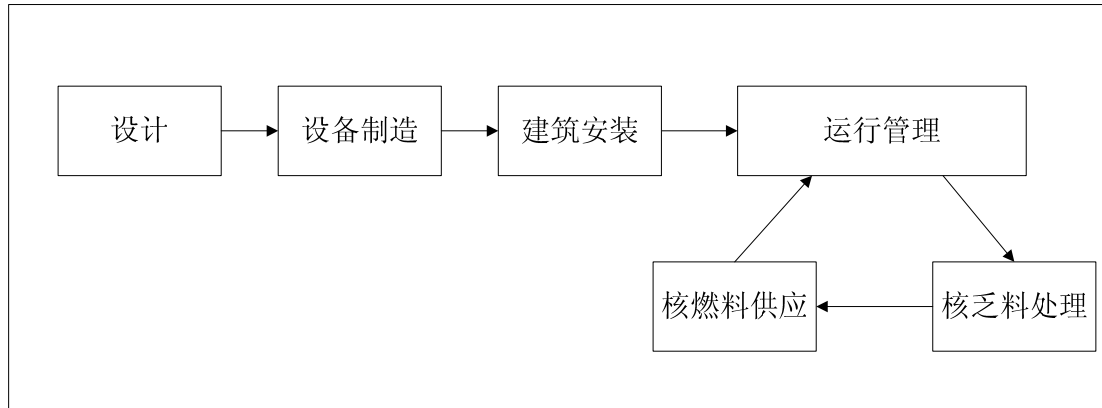 设计
设备制造
建筑安装
运行管理
核燃料供应
核乏料处理